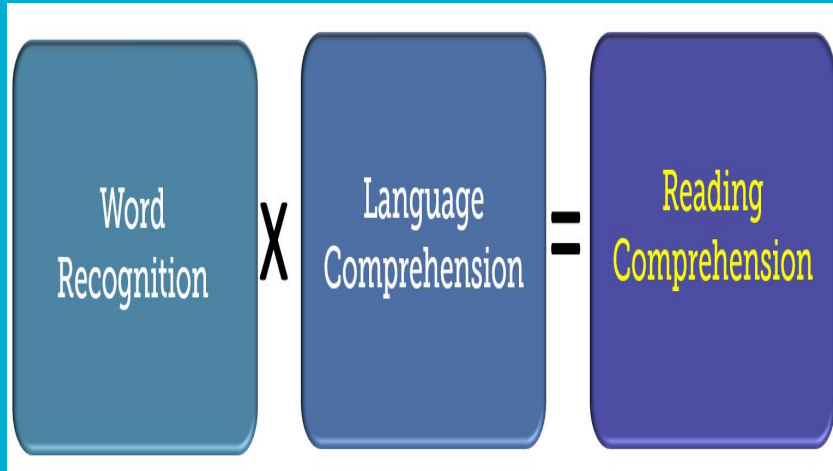 Word
Recognition
X
Language
Comprehension
=
Reading
Comprehension